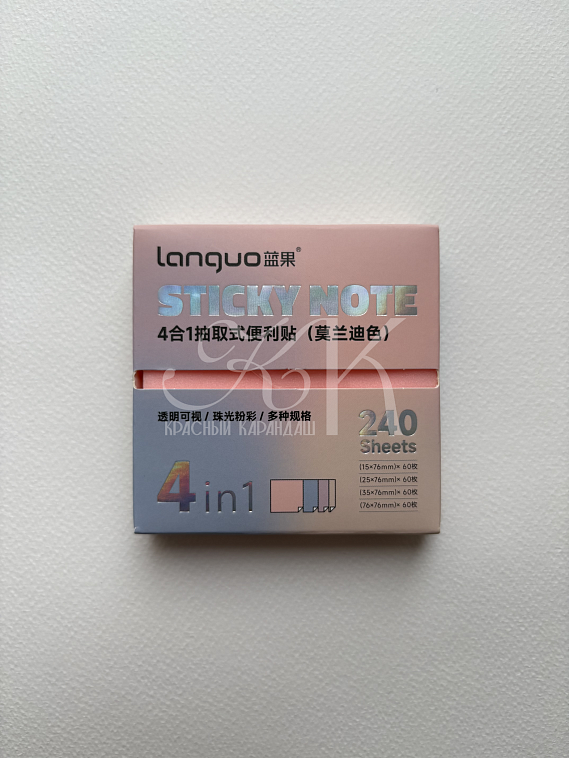 Languo蓝果®
STICKY NOTE
4合1抽取式便利贴（莫兰迪色）
KK
透明可视 / 珠光粉彩 / 多种规格
КРАСНЫЙ КАРАНДАШ
240
Sheets
4in1
(15×76mm)× 60枚
(25×76mm)× 60枚
(35×76mm)× 60枚
(76×76mm)× 60枚